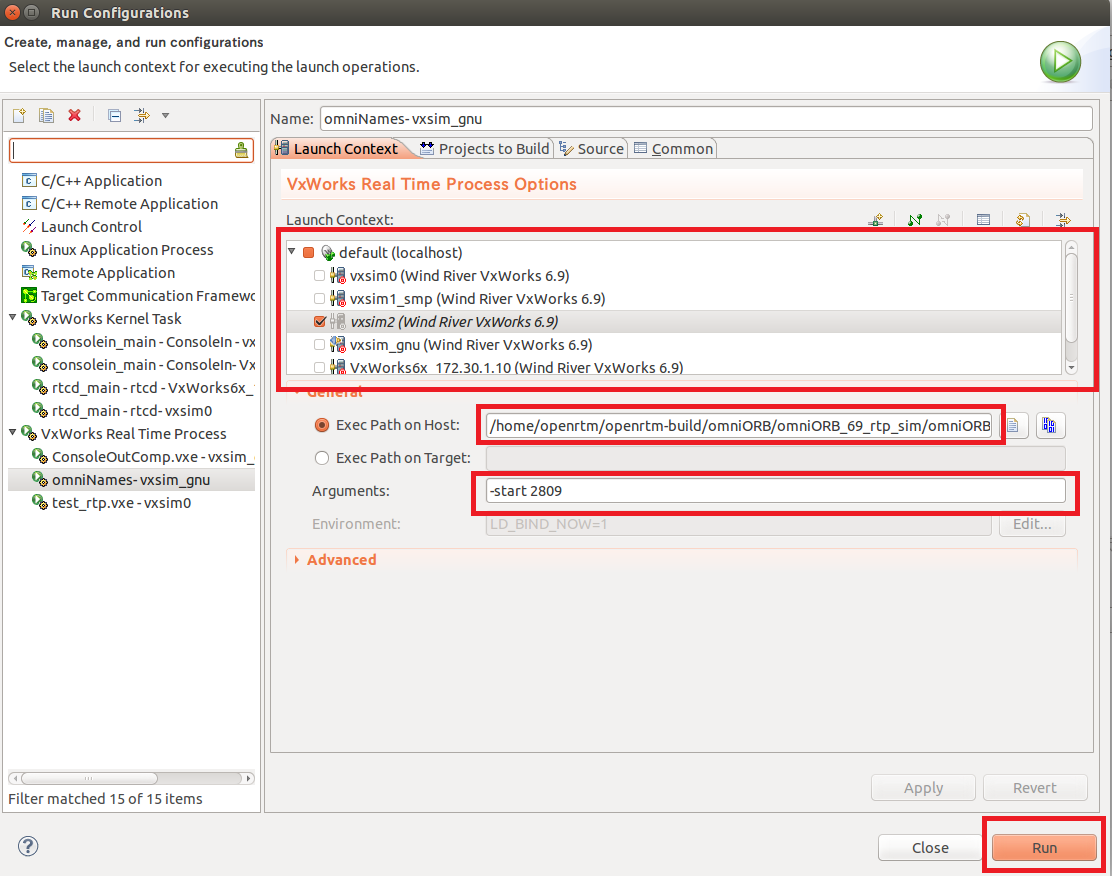 Run Configurations
Create, manage, and run configurations
Select the launch context for executing the launch operations.
Name: omniNames- vxsim_gnu
Launch Context
Projects to Build
Source
Common
VxWorks Real Time Process Options
Launch Context:
default (localhost)
vxsim0 (Wind River VxWorks 6.9)
vxsim1_smp (Wind River VxWorks 6.9)
vxsim2 (Wind River VxWorks 6.9)
vxsim_gnu (Wind River VxWorks 6.9)
VxWorks6x_172.30.1.10 (Wind River VxWorks 6.9)
General
Exec Path on Host: /home/openrtm/openrtm-build/omniORB/omniORB_69_rtp_sim/omniORB
Exec Path on Target:
Arguments: -start 2809
Environment: LD_BIND_NOW=1 Edit...
Advanced
C/C++ Application
C/C++ Remote Application
Launch Control
Linux Application Process
Remote Application
Target Communication Framewo
VxWorks Kernel Task
consolein_main - ConsoleIn - vx
consolein_main - ConsoleIn- Vx
rtcd_main - rtcd - VxWorks6x_
rtcd_main - rtcd- vxsim0
VxWorks Real Time Process
ConsoleOutComp.vxe - vxsim_
omniNames- vxsim_gnu
test_rtp.vxe - vxsim0
Filter matched 15 of 15 items
Apply Revert
? Close Run